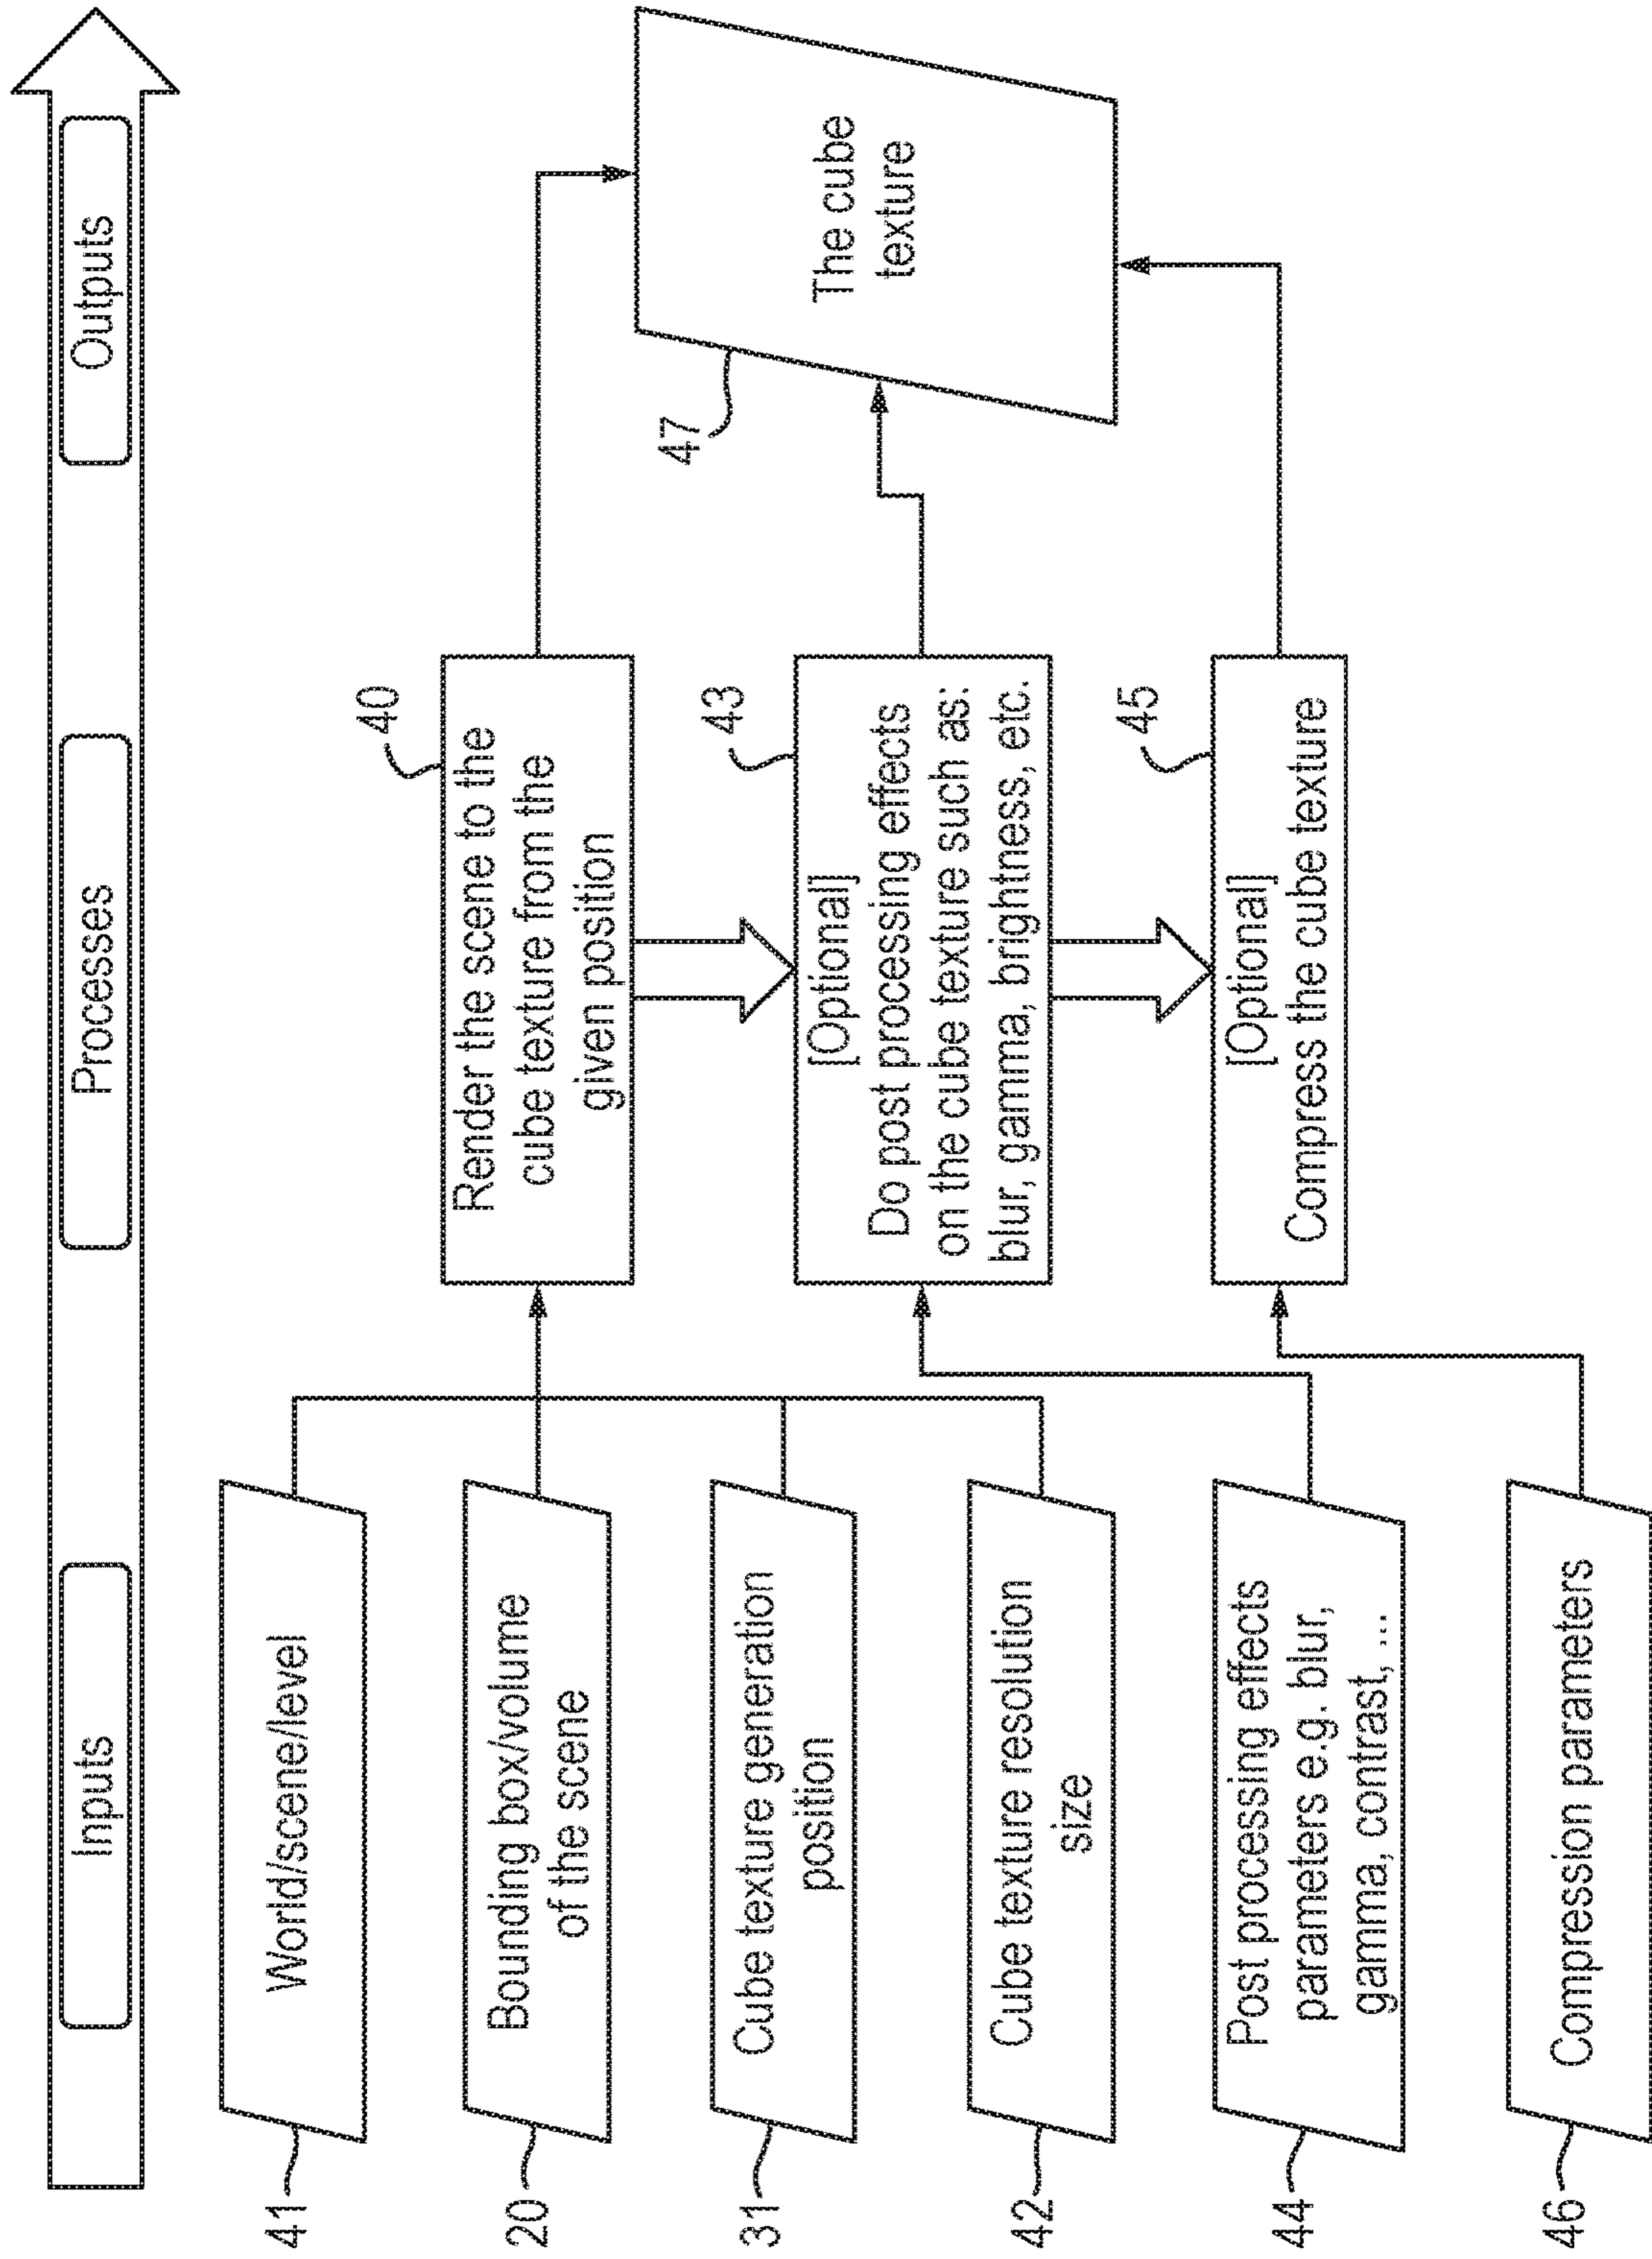 Inputs
Processes
Outputs
41
World/scene/level
20
Bounding box/volume
of the scene
31
Cube texture generation
position
42
Cube texture resolution
size
44
Post processing effects
parameters e.g. blur,
gamma, contrast, ...
46
Compression parameters
40
Render the scene to the
cube texture from the
given position
43
[Optional]
Do post processing effects
on the cube texture such as:
blur, gamma, brightness, etc.
45
[Optional]
Compress the cube texture
47
The cube
texture